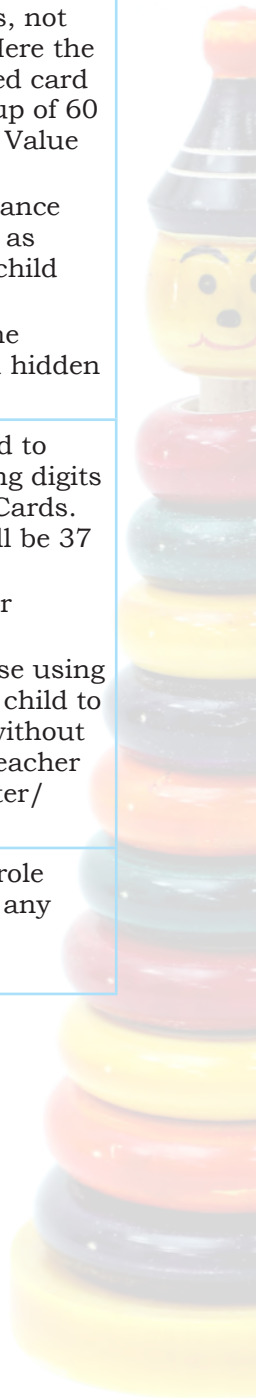 s, not
Here the
ed card
up of 60
Value
ance
as
child
ne
hidden
d to
ng digits
Cards.
ll be 37
r
se using
child to
without
eacher
ter/
role
any